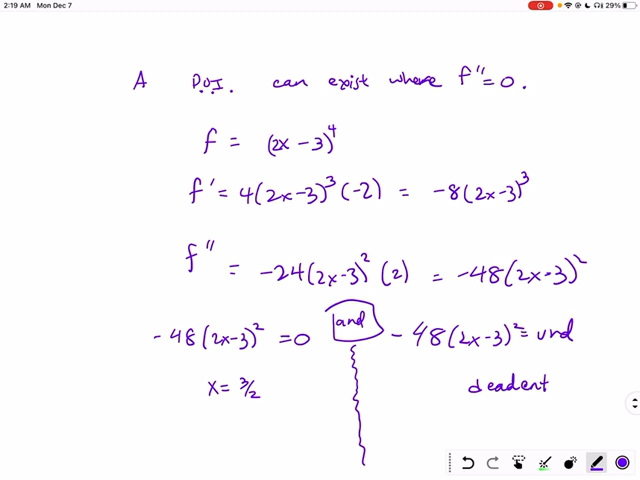 2:19 AM Mon Dec 7
29%
A P.O.I. can exist where f"=0.
f = (2x-3)^4
f' = 4(2x-3)^3 (-2) = -8(2x-3)^3
f" = -24(2x-3)^2 (2) = -48(2x-3)^2
-48(2x-3)^2 =0 and -48(2x-3)^2 = und
x= 3/2 deadent